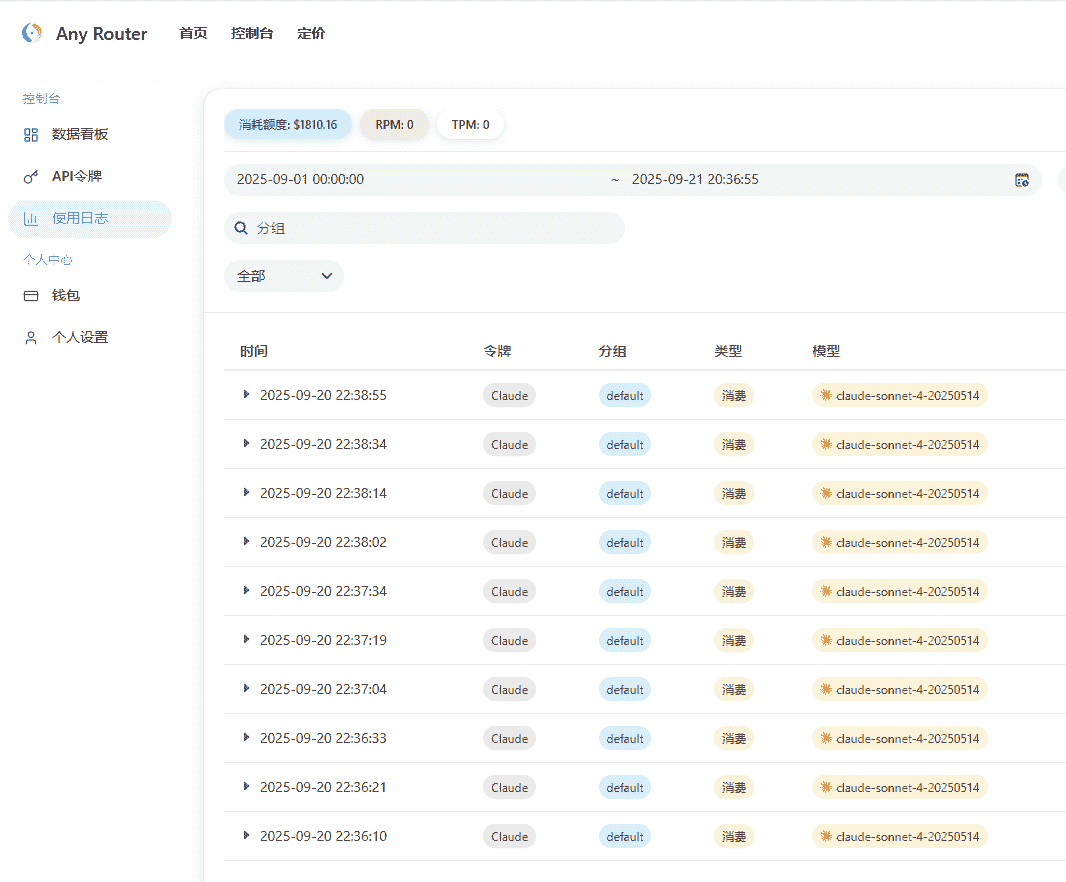 Any Router 首页 控制台 定价
控制台
数据看板
API令牌
使用日志
个人中心
钱包
个人设置
消耗额度: $1810.16 RPM: 0 TPM: 0
2025-09-01 00:00:00 ~ 2025-09-21 20:36:55
分组
全部
时间 令牌 分组 类型 模型
2025-09-20 22:38:55 Claude default 消费 claude-sonnet-4-20250514
2025-09-20 22:38:34 Claude default 消费 claude-sonnet-4-20250514
2025-09-20 22:38:14 Claude default 消费 claude-sonnet-4-20250514
2025-09-20 22:38:02 Claude default 消费 claude-sonnet-4-20250514
2025-09-20 22:37:34 Claude default 消费 claude-sonnet-4-20250514
2025-09-20 22:37:19 Claude default 消费 claude-sonnet-4-20250514
2025-09-20 22:37:04 Claude default 消费 claude-sonnet-4-20250514
2025-09-20 22:36:33 Claude default 消费 claude-sonnet-4-20250514
2025-09-20 22:36:21 Claude default 消费 claude-sonnet-4-20250514
2025-09-20 22:36:10 Claude default 消费 claude-sonnet-4-20250514